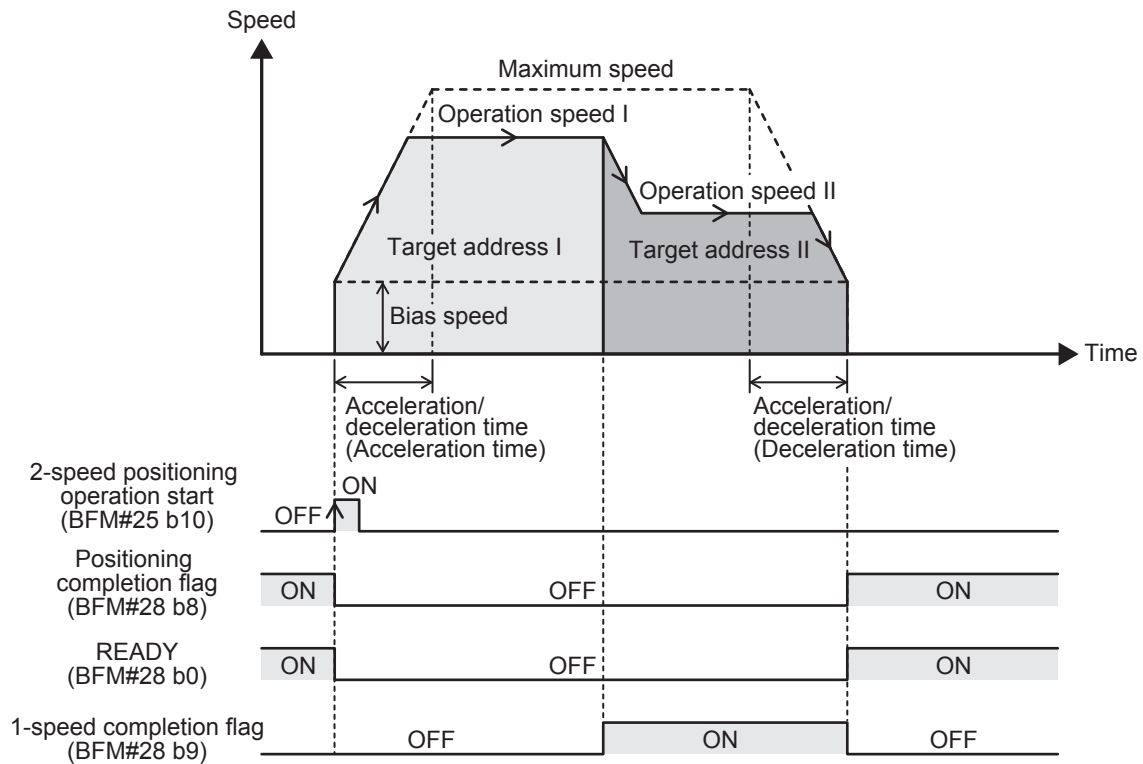 Speed
Maximum speed
Operation speed I
Operation speed II
Target address I
Target address II
Bias speed
Time
Acceleration/
deceleration time
(Acceleration time)
Acceleration/
deceleration time
(Deceleration time)
2-speed positioning
operation start
(BFM#25 b10)
OFF
ON
Positioning
completion flag
(BFM#28 b8)
ON
OFF
ON
READY
(BFM#28 b0)
ON
OFF
ON
1-speed completion flag
(BFM#28 b9)
OFF
ON
OFF